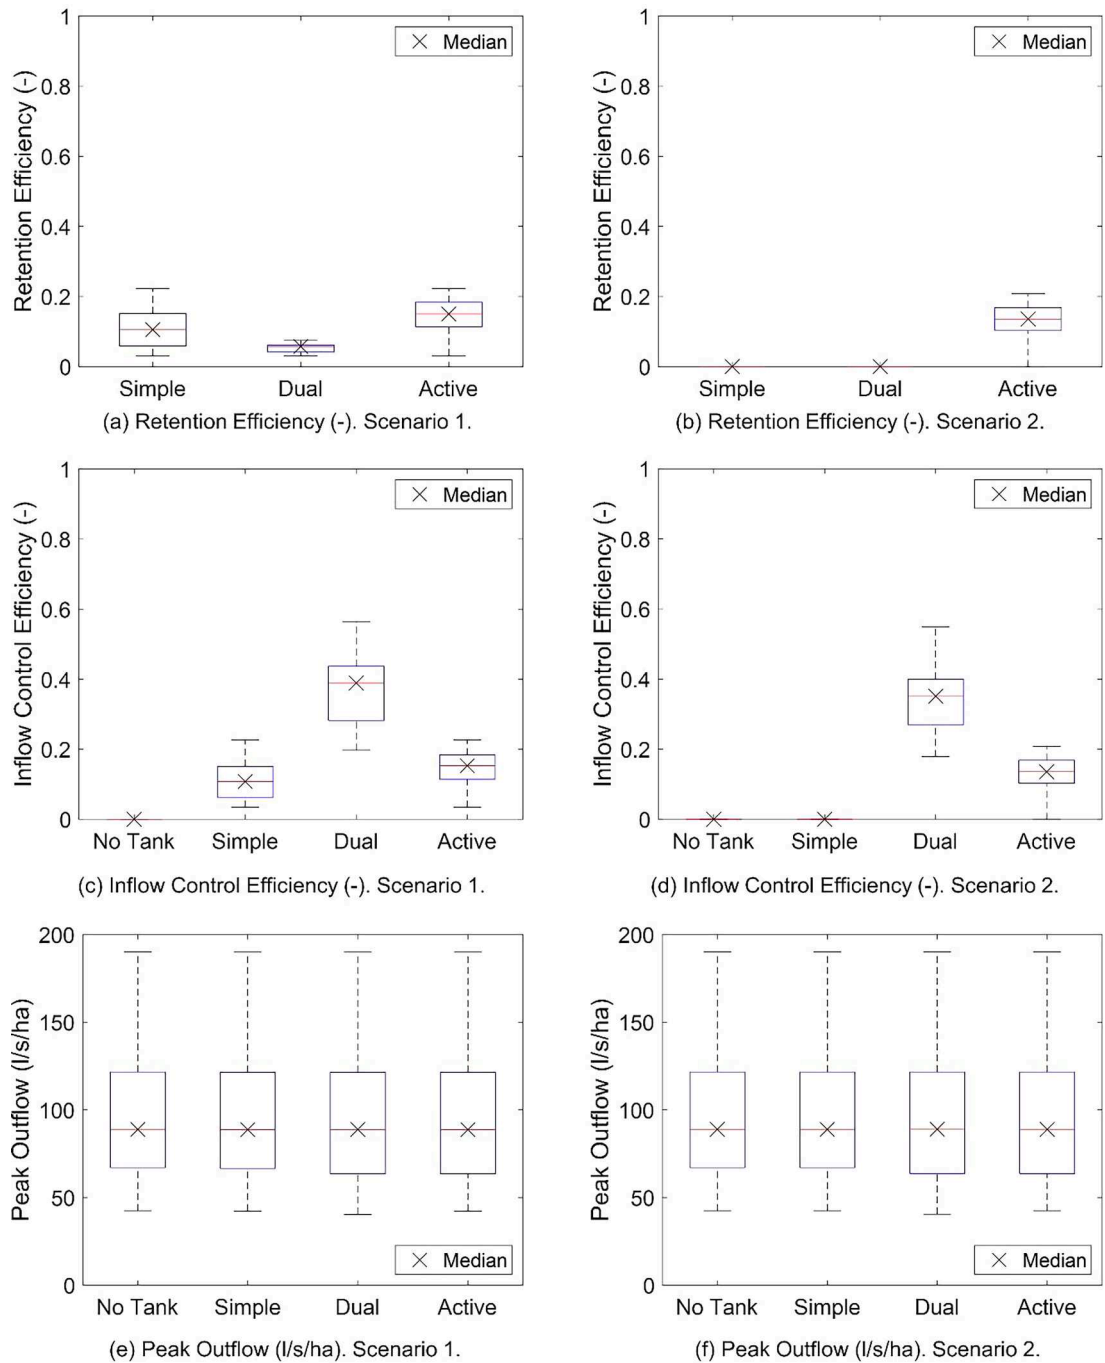 1
0.8
0.6
0.4
0.2
0
Retention Efficiency (-)
Median
Simple Dual Active
(a) Retention Efficiency (-). Scenario 1.
1
0.8
0.6
0.4
0.2
0
Retention Efficiency (-)
Median
Simple Dual Active
(b) Retention Efficiency (-). Scenario 2.
1
0.8
0.6
0.4
0.2
0
Inflow Control Efficiency (-)
Median
No Tank Simple Dual Active
(c) Inflow Control Efficiency (-). Scenario 1.
1
0.8
0.6
0.4
0.2
0
Inflow Control Efficiency (-)
Median
No Tank Simple Dual Active
(d) Inflow Control Efficiency (-). Scenario 2.
200
150
100
50
0
Peak Outflow (l/s/ha)
Median
No Tank Simple Dual Active
(e) Peak Outflow (l/s/ha). Scenario 1.
200
150
100
50
0
Peak Outflow (l/s/ha)
Median
No Tank Simple Dual Active
(f) Peak Outflow (l/s/ha). Scenario 2.